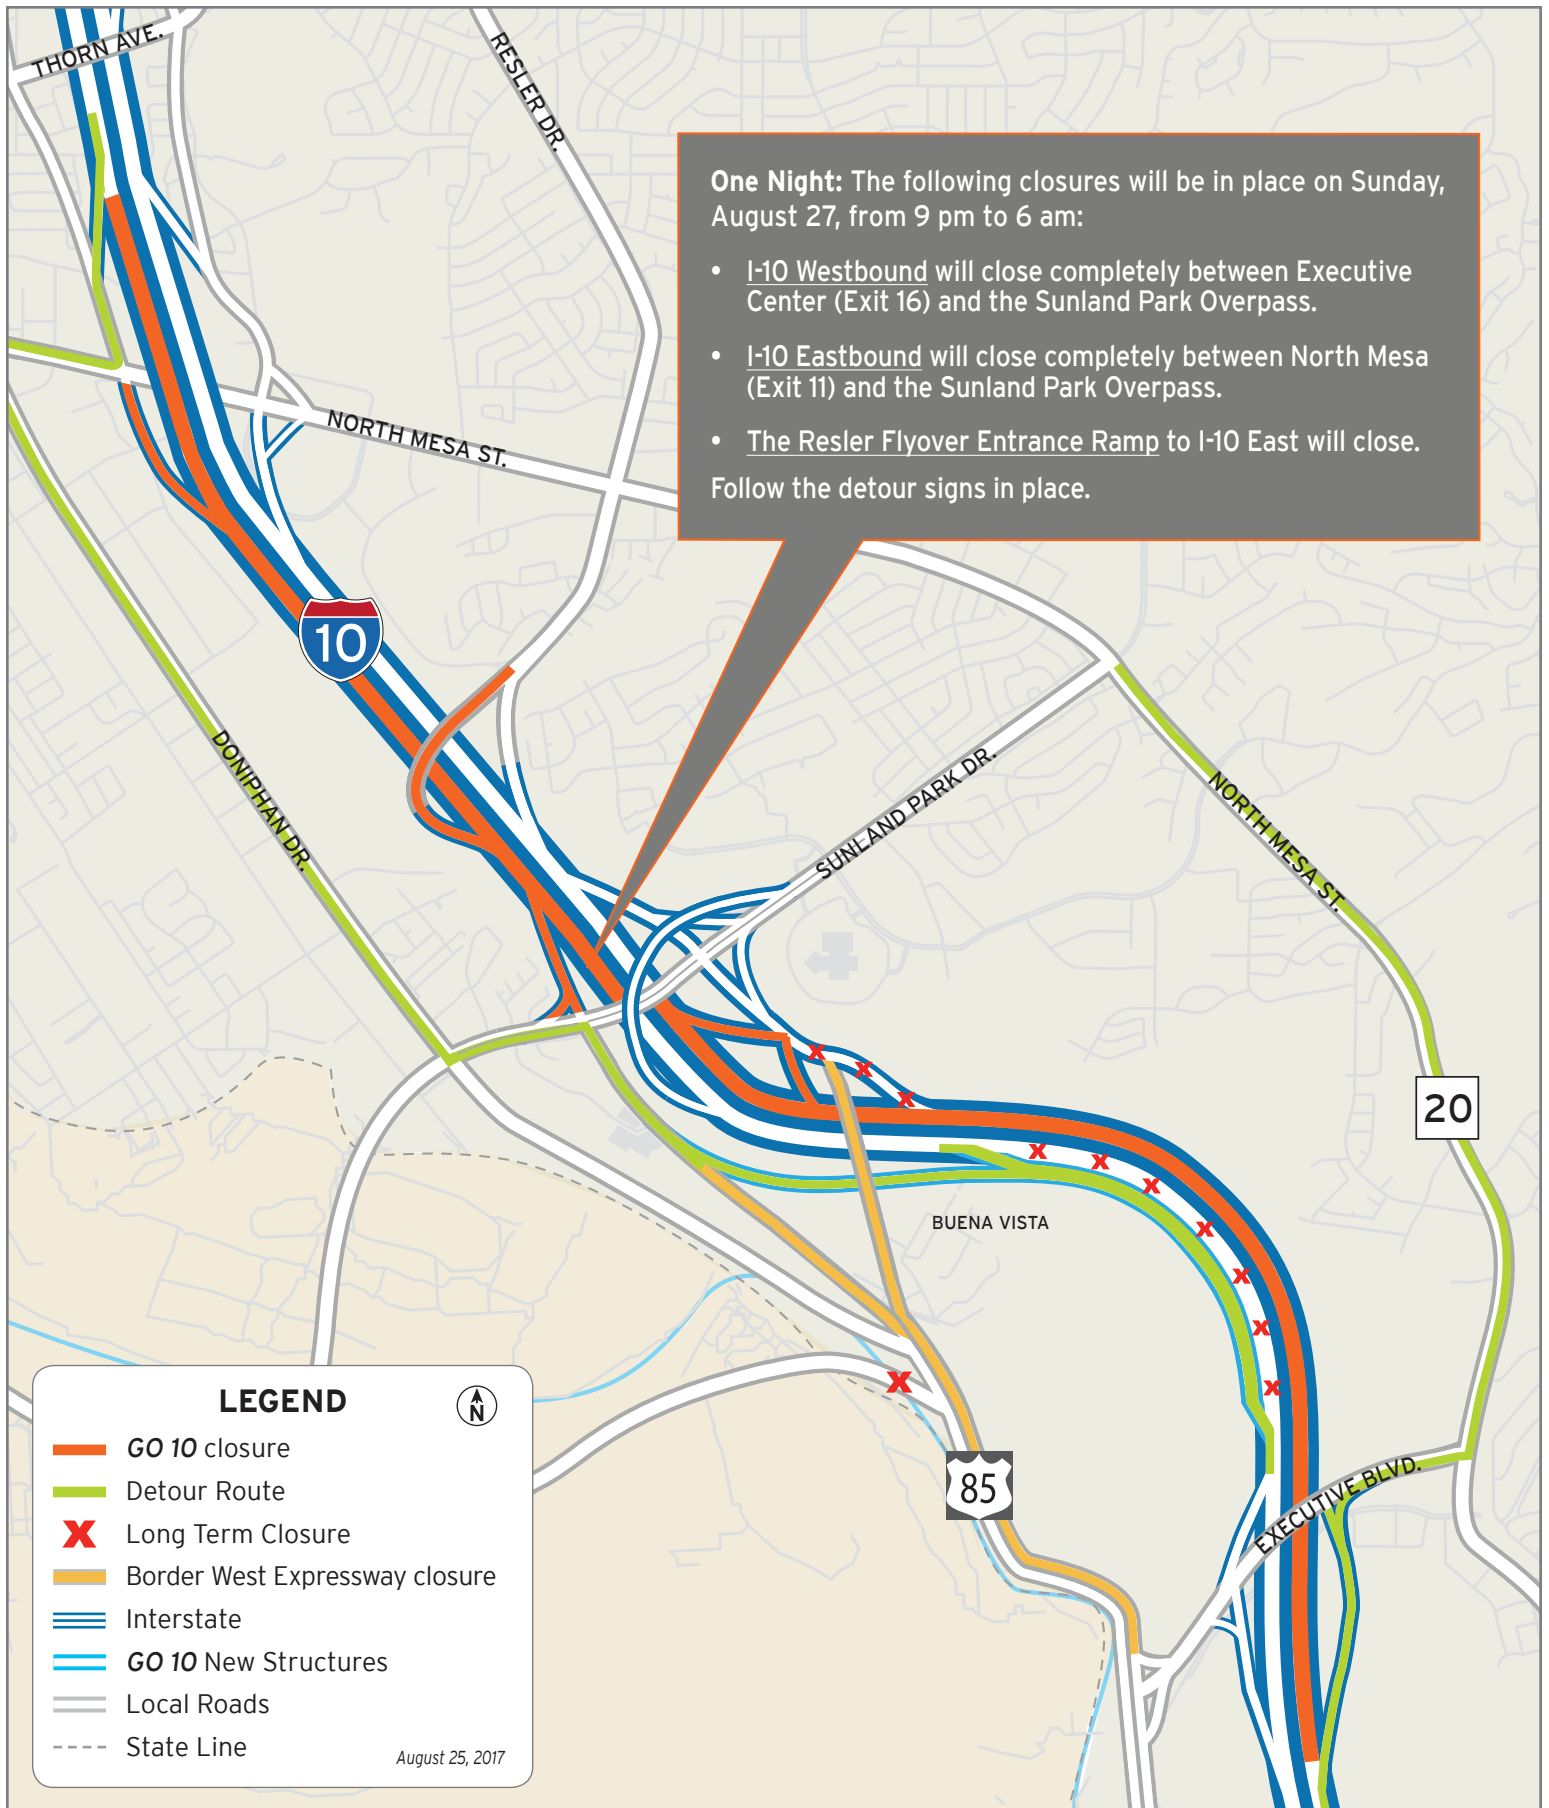 THORN AVE.
RESLER DR.
One Night: The following closures will be in place on Sunday,
August 27, from 9 pm to 6 am:
• I-10 Westbound will close completely between Executive
Center (Exit 16) and the Sunland Park Overpass.
• I-10 Eastbound will close completely between North Mesa
(Exit 11) and the Sunland Park Overpass.
• The Resler Flyover Entrance Ramp to I-10 East will close.
Follow the detour signs in place.
NORTH MESA ST.
10
DONIPHAN DR.
SUNLAND PARK DR.
NORTH MESA ST.
20
BUENA VISTA
85
EXECUTIVE BLVD.
LEGEND
N
GO 10 closure
Detour Route
Long Term Closure
Border West Expressway closure
Interstate
GO 10 New Structures
Local Roads
State Line
August 25, 2017